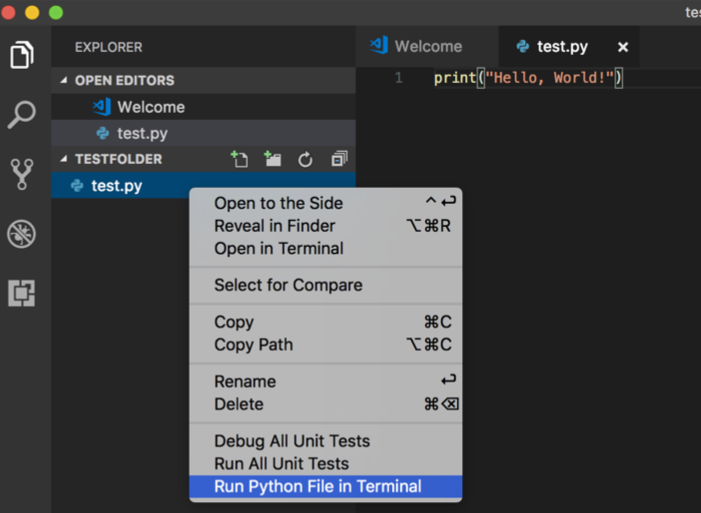 te
EXPLORER
OPEN EDITORS
Welcome
test.py
TESTFOLDER
test.py
Welcome
test.py
1 print("Hello, World!")
Open to the Side ^↩
Reveal in Finder ⌥⌘R
Open in Terminal
Select for Compare
Copy ⌘C
Copy Path ⌥⌘C
Rename ↩
Delete ⌘⌫
Debug All Unit Tests
Run All Unit Tests
Run Python File in Terminal